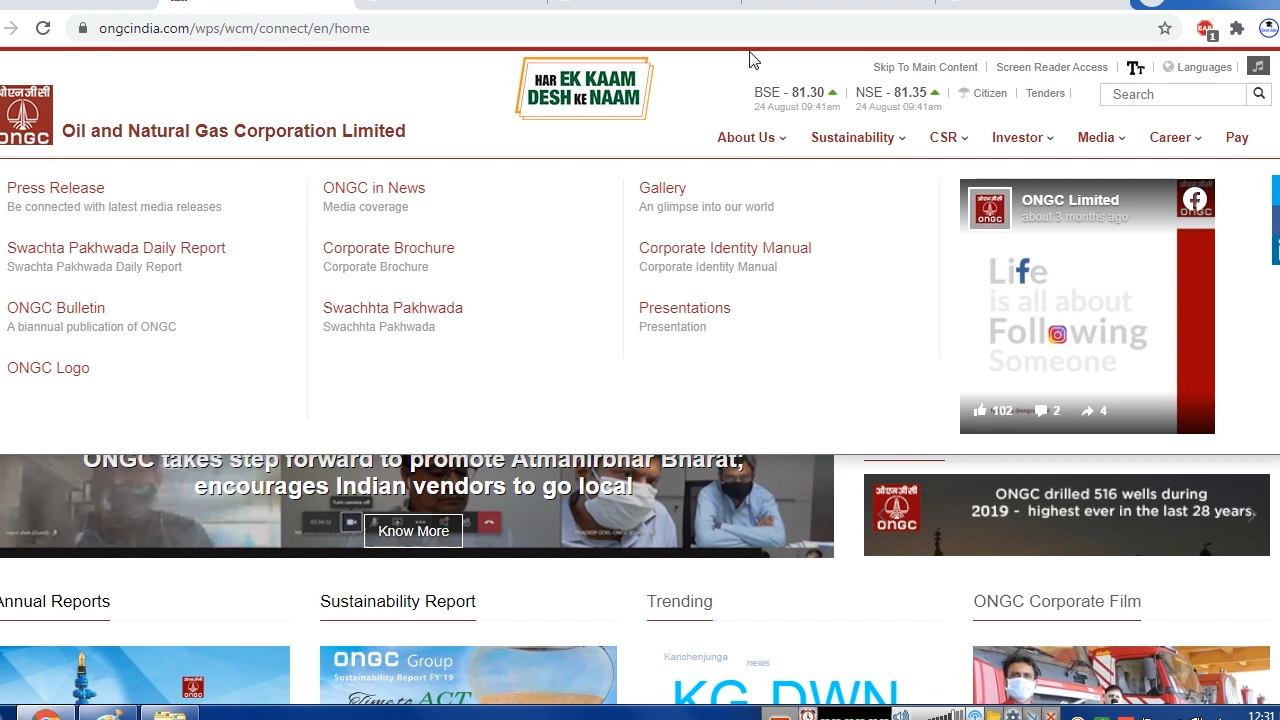 ongcindia.com/wps/wcm/connect/en/home
1
HAR EK KAAM
DESH KE NAAM
Skip To Main Content
Screen Reader Access
TT
Languages
BSE - 81.30
24 August 09:41am
NSE - 81.35
24 August 09:41am
Citizen
Tenders
Search
ओएनजीसी
ONGC
Oil and Natural Gas Corporation Limited
About Us
Sustainability
CSR
Investor
Media
Career
Pay
Press Release
Be connected with latest media releases
Swachta Pakhwada Daily Report
Swachta Pakhwada Daily Report
ONGC Bulletin
A biannual publication of ONGC
ONGC Logo
ONGC in News
Media coverage
Corporate Brochure
Corporate Brochure
Swachhta Pakhwada
Swachhta Pakhwada
Gallery
An glimpse into our world
Corporate Identity Manual
Corporate Identity Manual
Presentations
Presentation
ONGC Limited
about 3 months ago
ONGC
Life
is all about
Following
Someone
102
2
4
ONGC takes step forward to promote Atmanirbhar Bharat;
encourages Indian vendors to go local
Know More
ओएनजीसी
ONGC
ONGC drilled 516 wells during
2019 - highest ever in the last 28 years.
Annual Reports
Sustainability Report
Trending
ONGC Corporate Film
ONGC Group
Sustainability Report FY'19
Time to ACT
Kanchenjunga
news
KG DWN
12:31